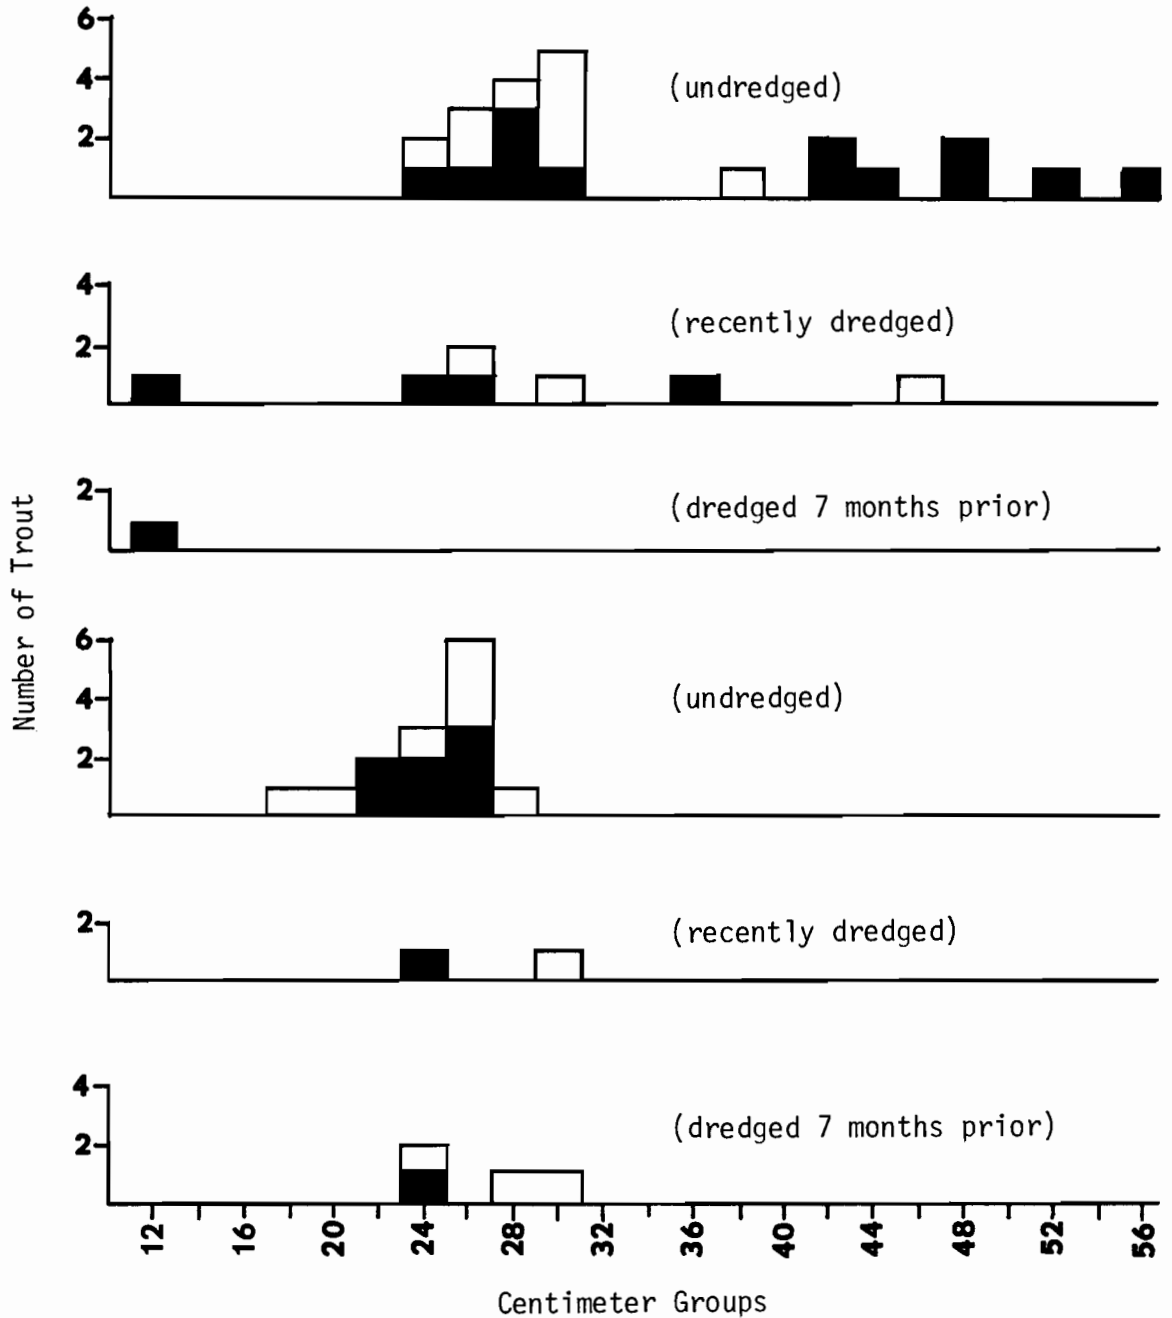 6
4
2
(undredged)
4
2
(recently dredged)
2
(dredged 7 months prior)
6
4
2
(undredged)
2
(recently dredged)
4
2
(dredged 7 months prior)
Number of Trout
12 16 20 24 28 32 36 40 44 48 52 56
Centimeter Groups